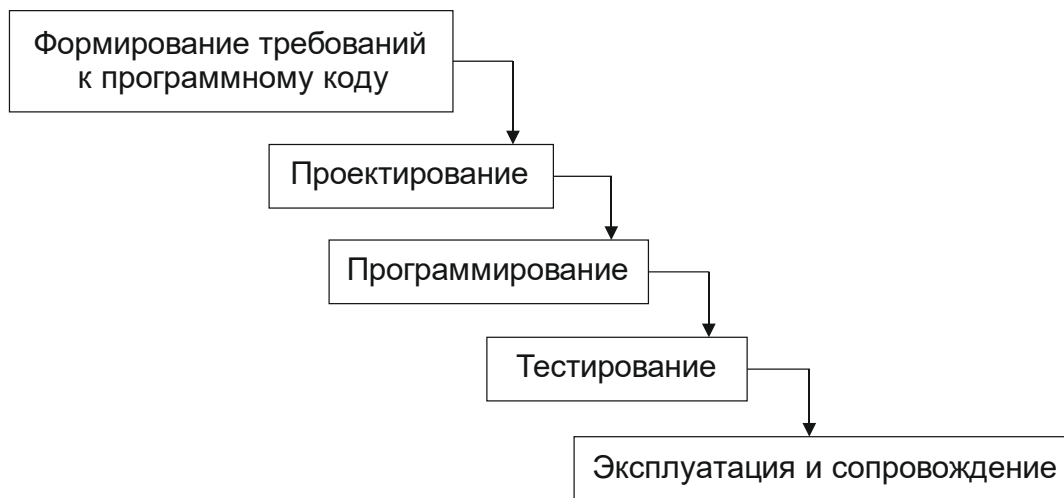 Формирование требований
к программному коду
Проектирование
Программирование
Тестирование
Эксплуатация и сопровождение